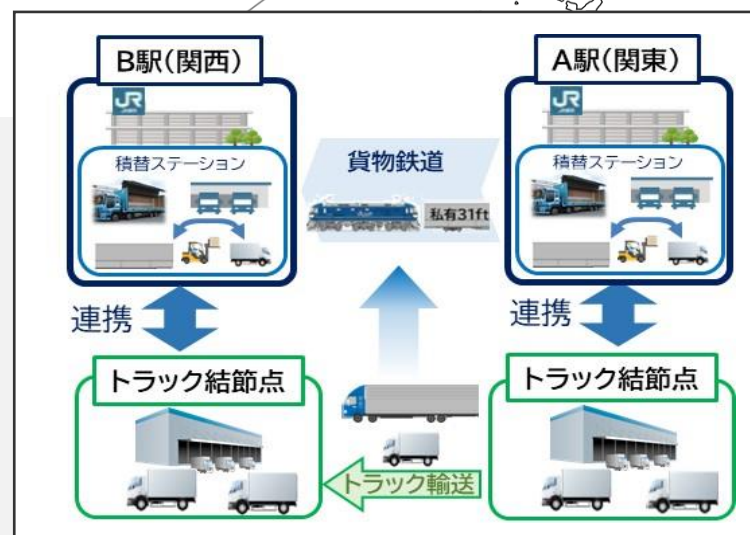 B駅(関西)
A駅(関東)
JR
JR
積替ステーション
貨物鉄道
積替ステーション
私有31ft
連携
連携
トラック結節点
トラック結節点
トラック輸送